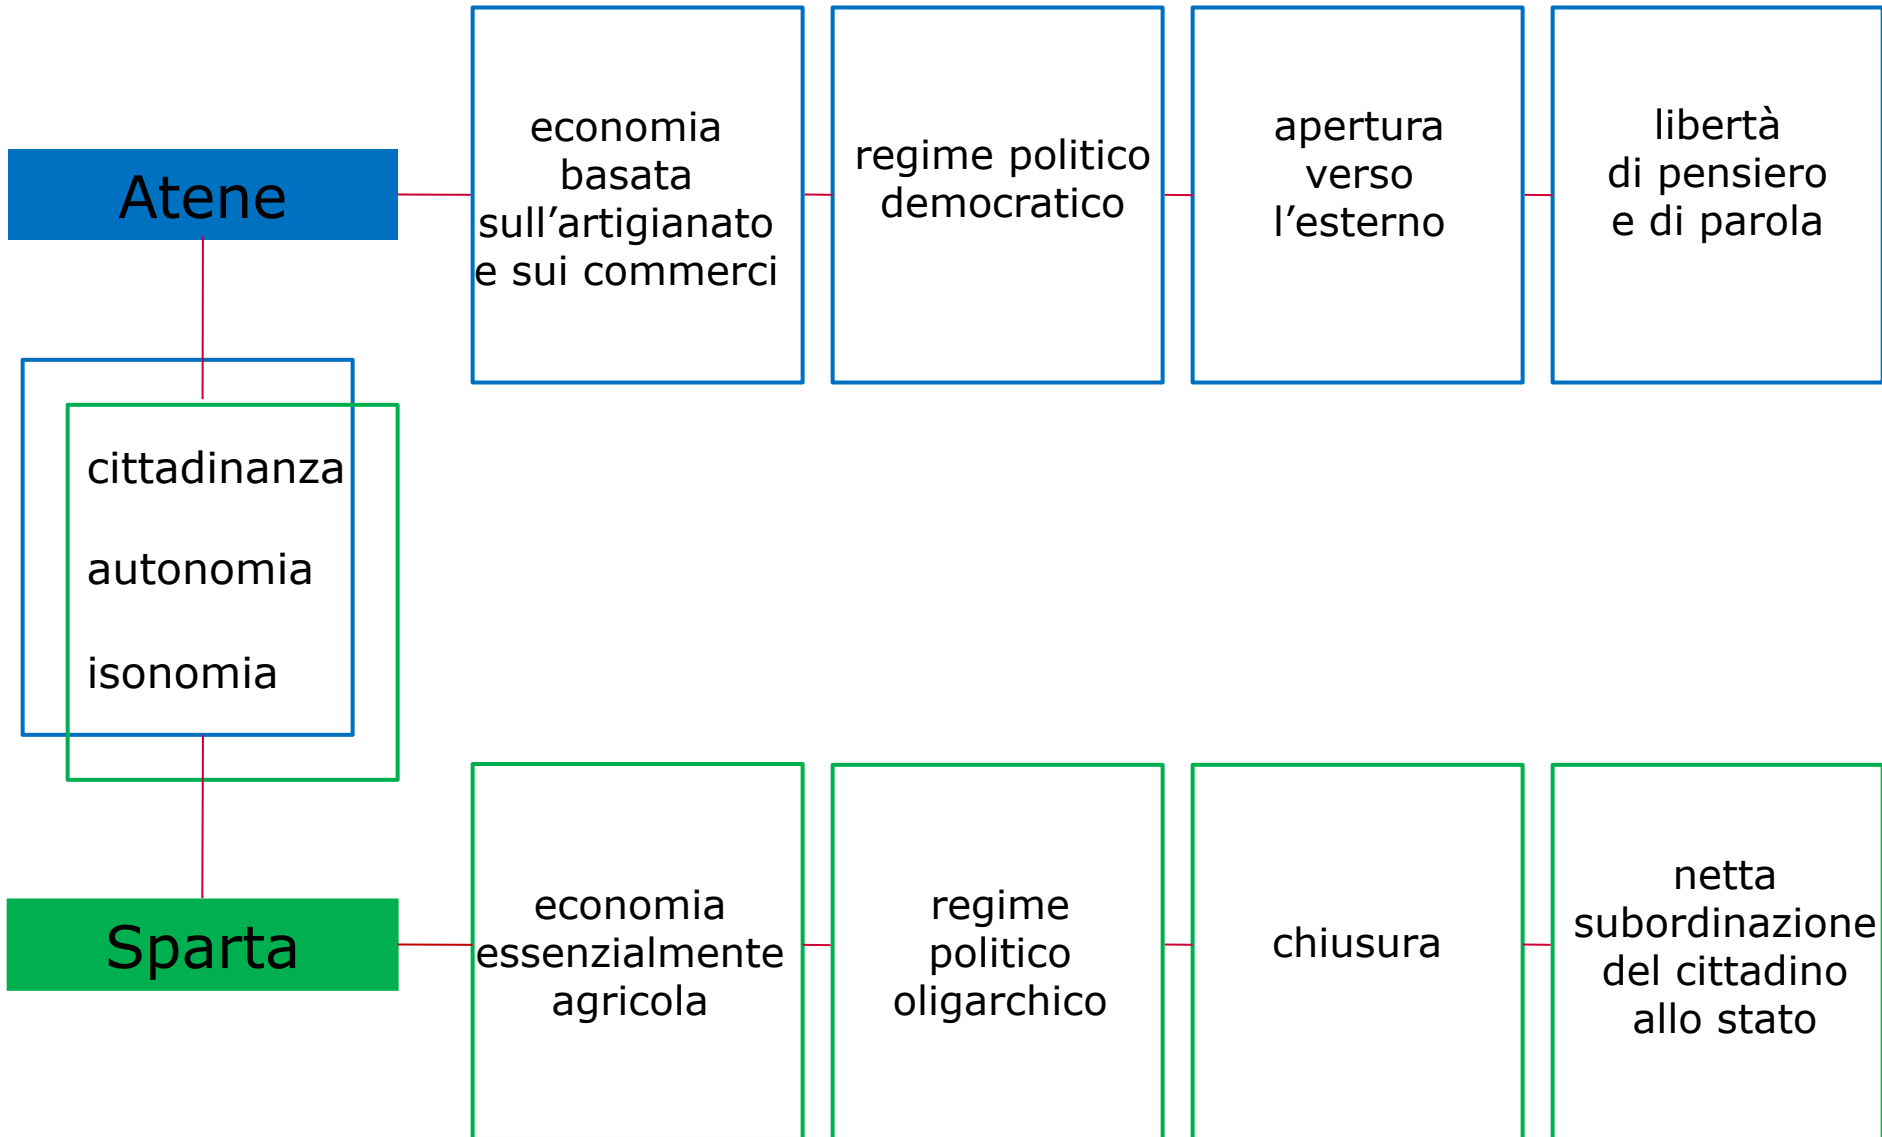 Atene
economia
basata
sull’artigianato
e sui commerci
regime politico
democratico
apertura
verso
l’esterno
libertà
di pensiero
e di parola
cittadinanza
autonomia
isonomia
Sparta
economia
essenzialmente
agricola
regime
politico
oligarchico
chiusura
netta
subordinazione
del cittadino
allo stato